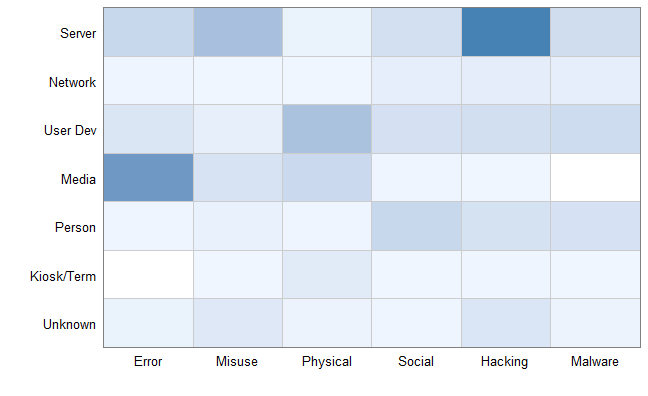 Server
Network
User Dev
Media
Person
Kiosk/Term
Unknown
Error Misuse Physical Social Hacking Malware